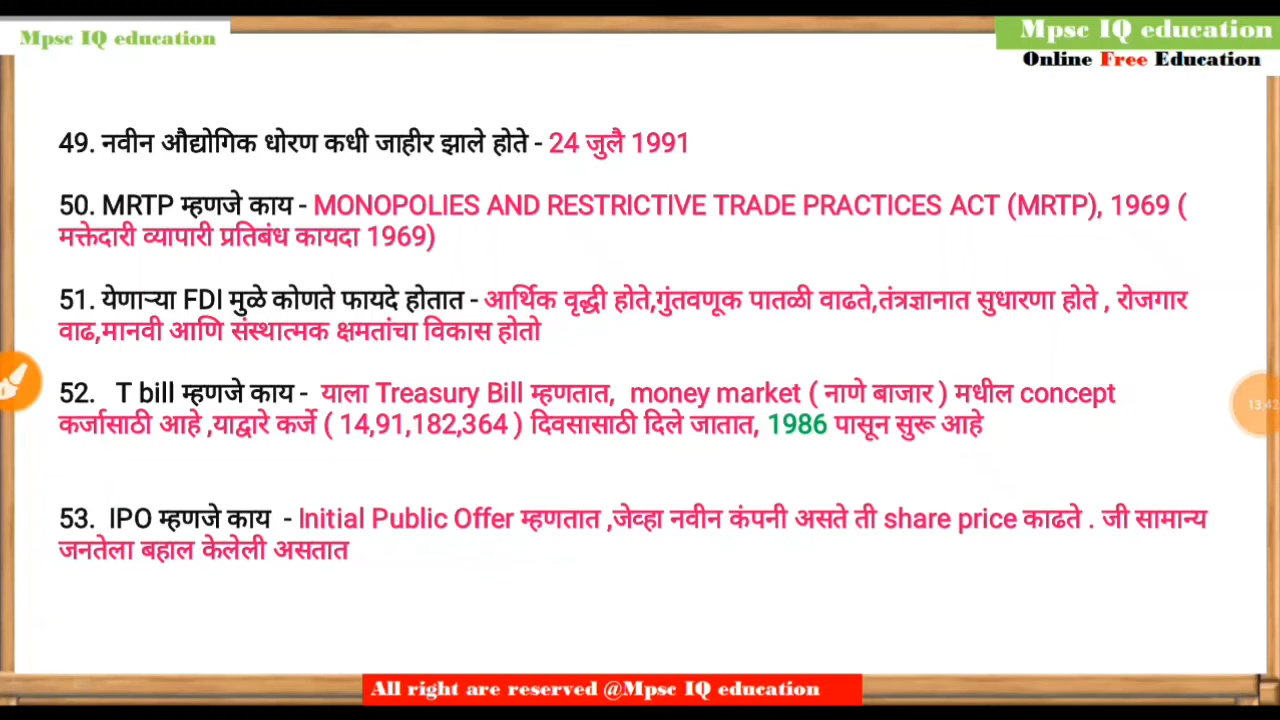 Mpsc IQ education
Mpsc IQ education
Online Free Education
49. नवीन औद्योगिक धोरण कधी जाहीर झाले होते - 24 जुलै 1991
50. MRTP म्हणजे काय - MONOPOLIES AND RESTRICTIVE TRADE PRACTICES ACT (MRTP), 1969 (
मक्तेदारी व्यापारी प्रतिबंध कायदा 1969)
51. येणाऱ्या FDI मुळे कोणते फायदे होतात - आर्थिक वृद्धी होते,गुंतवणूक पातळी वाढते,तंत्रज्ञानात सुधारणा होते , रोजगार
वाढ,मानवी आणि संस्थात्मक क्षमतांचा विकास होतो
52. T bill म्हणजे काय - याला Treasury Bill म्हणतात, money market ( नाणे बाजार ) मधील concept
कर्जासाठी आहे ,याद्वारे कर्जे ( 14,91,182,364 ) दिवसासाठी दिले जातात, 1986 पासून सुरू आहे
13:42
53. IPO म्हणजे काय - Initial Public Offer म्हणतात ,जेव्हा नवीन कंपनी असते ती share price काढते . जी सामान्य
जनतेला बहाल केलेली असतात
All right are reserved @Mpsc IQ education